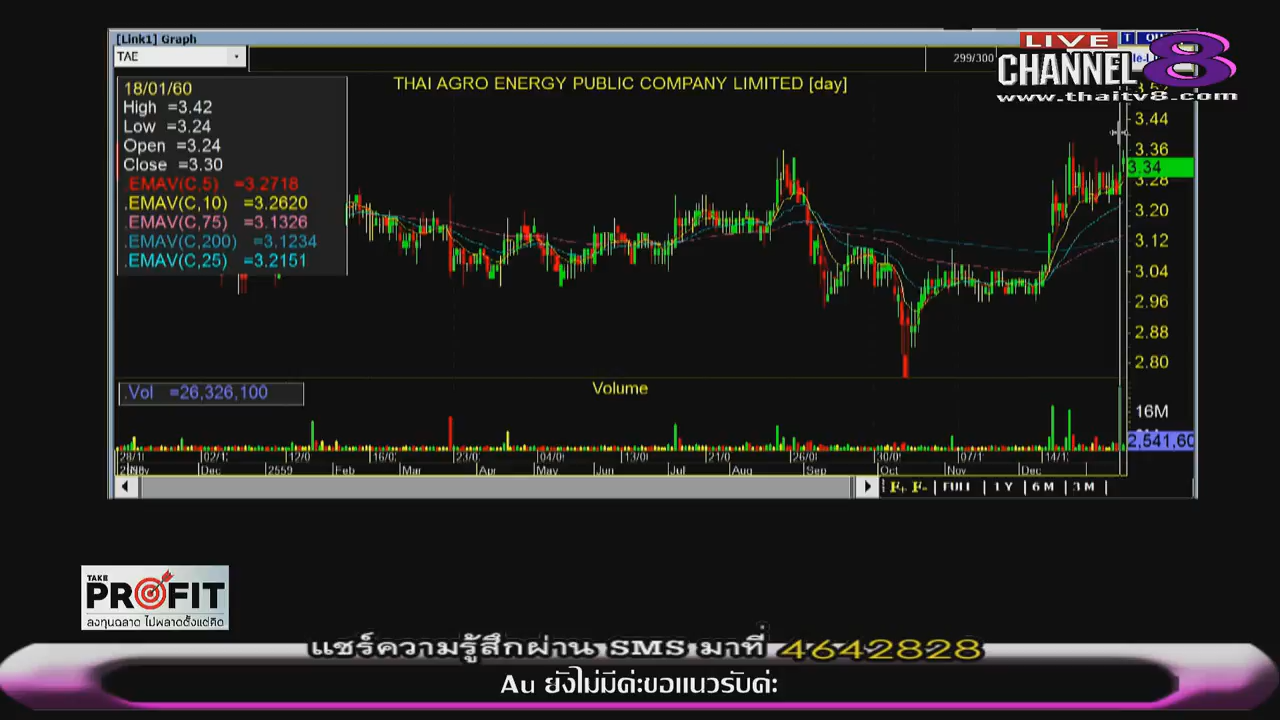 [Link1] Graph
TAE
299/300
LIVE
CHANNEL 8
www.thaitv8.com
THAI AGRO ENERGY PUBLIC COMPANY LIMITED [day]
18/01/60
High =3.42
Low =3.24
Open =3.24
Close =3.30
.EMAV(C,5) =3.2718
.EMAV(C,10) =3.2620
.EMAV(C,75) =3.1326
.EMAV(C,200) =3.1234
.EMAV(C,25) =3.2151
3.44
3.36
3.34
3.28
3.20
3.12
3.04
2.96
2.88
2.80
.Vol =26,326,100
Volume
16M
2,541,60
Dec 2559 Feb Mar Apr May Jun Jul Aug Sep Oct Nov Dec
F+ F- FULL 1Y 6M 3M
TAKE
PROFIT
ลงทุนฉลาด ไม่พลาดตั้งแต่คิด
แชร์ความรู้สึกผ่าน SMS มาที่ 4642828
Au ยังไม่มีค่ะขอแนวรับค่ะ